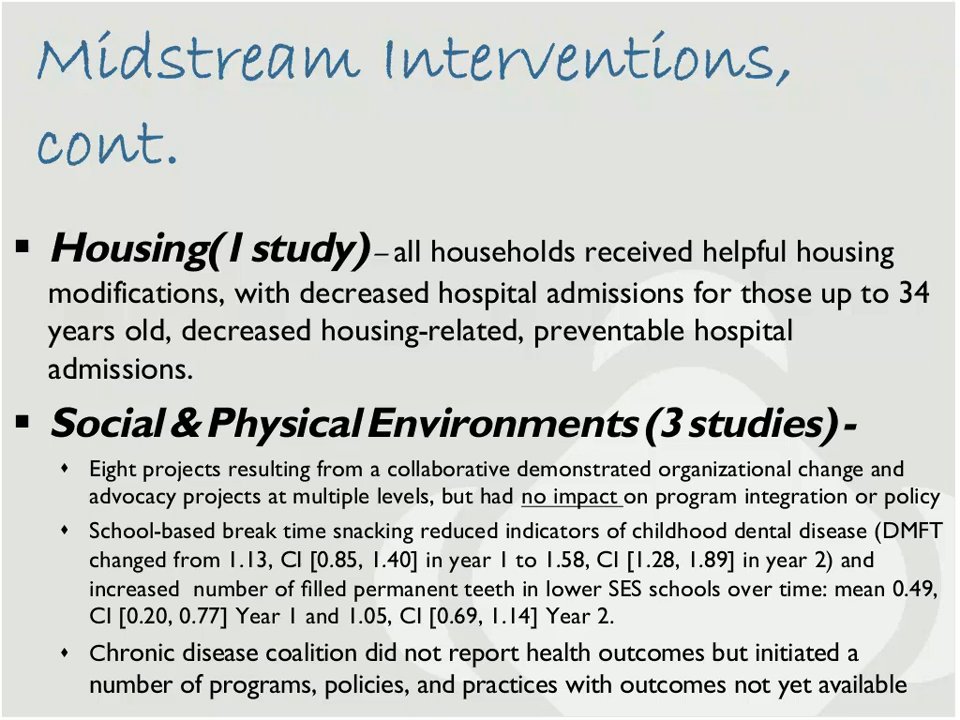 Midstream Interventions,
cont.
▪ Housing(1 study) – all households received helpful housing
modifications, with decreased hospital admissions for those up to 34
years old, decreased housing-related, preventable hospital
admissions.
▪ Social & Physical Environments (3 studies) -
⬧ Eight projects resulting from a collaborative demonstrated organizational change and
advocacy projects at multiple levels, but had no impact on program integration or policy
⬧ School-based break time snacking reduced indicators of childhood dental disease (DMFT
changed from 1.13, CI [0.85, 1.40] in year 1 to 1.58, CI [1.28, 1.89] in year 2) and
increased number of filled permanent teeth in lower SES schools over time: mean 0.49,
CI [0.20, 0.77] Year 1 and 1.05, CI [0.69, 1.14] Year 2.
⬧ Chronic disease coalition did not report health outcomes but initiated a
number of programs, policies, and practices with outcomes not yet available